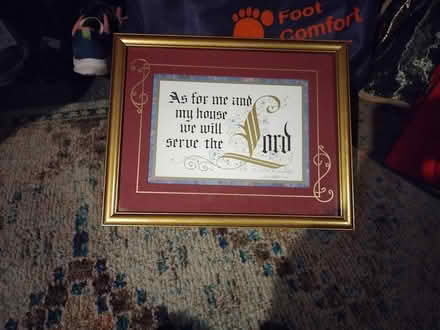 Foot
Comfort
As for me and
my house
we will
serve the Lord